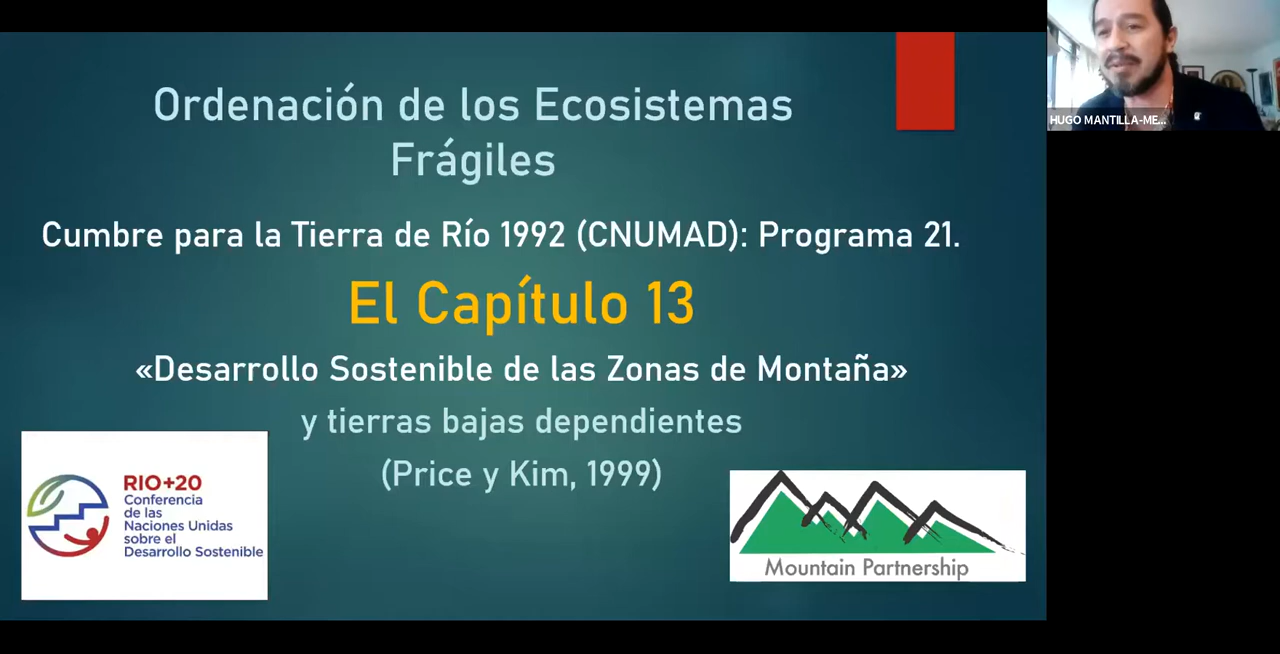 Ordenación de los Ecosistemas
Frágiles
Cumbre para la Tierra de Río 1992 (CNUMAD): Programa 21.
El Capítulo 13
«Desarrollo Sostenible de las Zonas de Montaña»
y tierras bajas dependientes
(Price y Kim, 1999)
RIO+20
Conferencia
de las
Naciones Unidas
sobre el
Desarrollo Sostenible
Mountain Partnership
HUGO MANTILLA-ME...